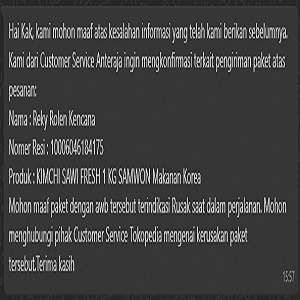 Hai Kak, kami mohon maaf atas kesalahan informasi yang telah kami berikan sebelumnya.
Kami dari Customer Service Anteraja ingin mengkonfirmasi terkait pengiriman paket atas
pesanan:
Nama : Reky Rolen Kencana
Nomer Resi : 10006046184175
Produk : KIMCHI SAWI FRESH 1 KG SAMWON Makanan Korea
Mohon maaf paket dengan awb tersebut terindikasi Rusak saat dalam perjalanan. Mohon
menghubungi pihak Customer Service Tokopedia mengenai kerusakan paket
tersebut.Terima kasih
15:57